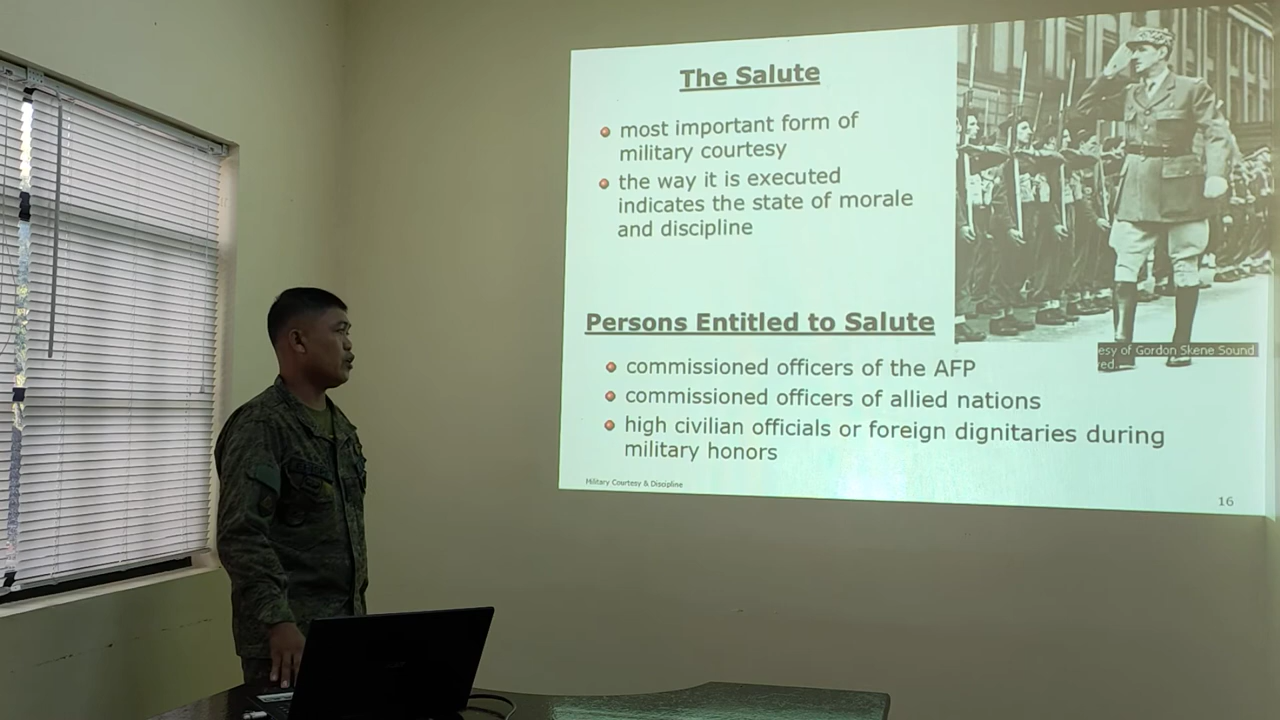 The Salute
most important form of
military courtesy
the way it is executed
indicates the state of morale
and discipline
esy of Gordon Skene Sound
red.
Persons Entitled to Salute
commissioned officers of the AFP
commissioned officers of allied nations
high civilian officials or foreign dignitaries during
military honors
Military Courtesy & Discipline
16